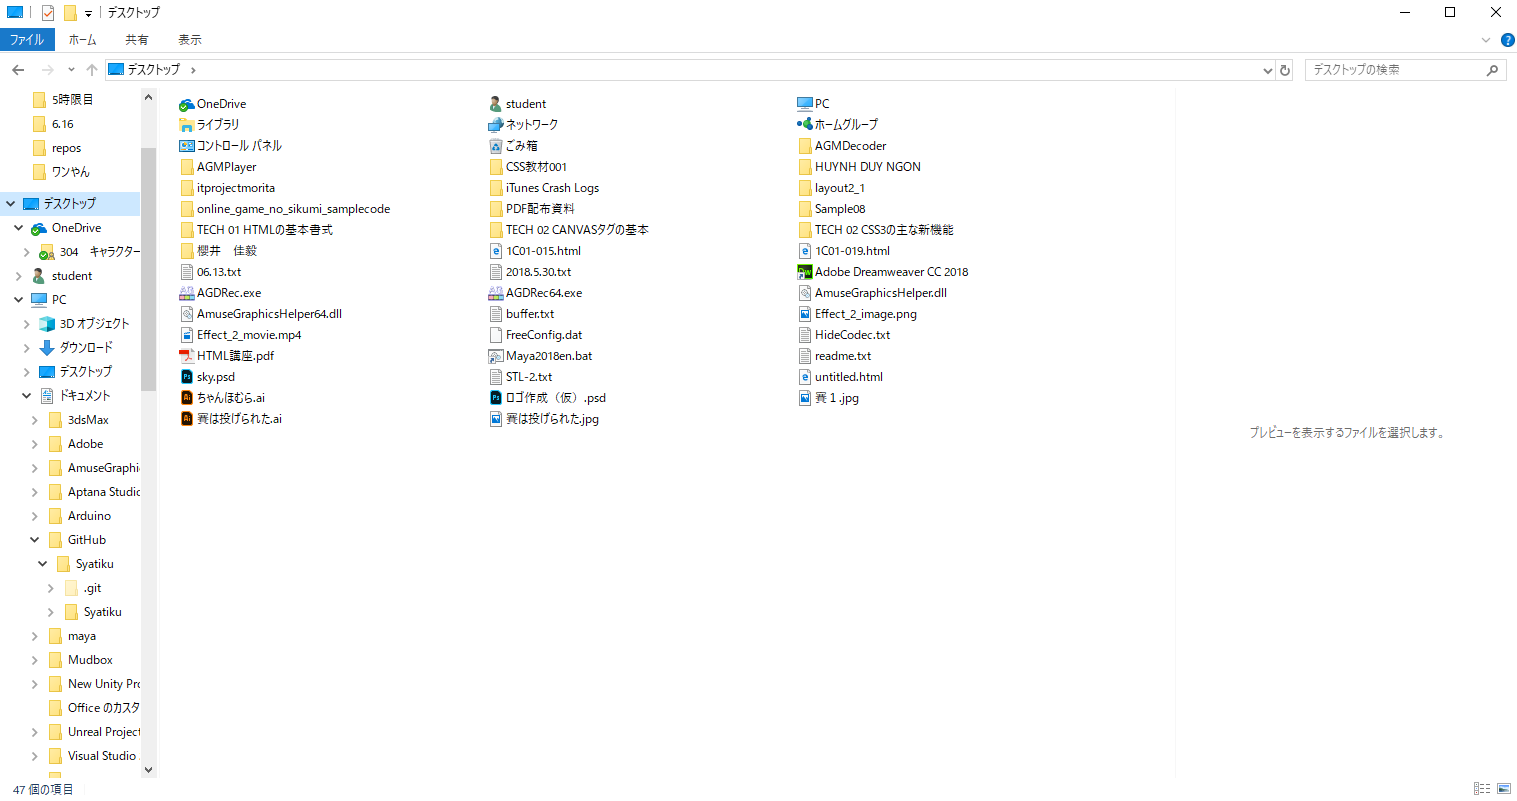 デスクトップ
ファイル ホーム 共有 表示
デスクトップ
デスクトップの検索
5時限目
6.16
repos
ワンやん
デスクトップ
OneDrive
304　キャラクター
student
PC
3D オブジェクト
ダウンロード
デスクトップ
ドキュメント
3dsMax
Adobe
AmuseGraphi
Aptana Studio
Arduino
GitHub
Syatiku
.git
Syatiku
maya
Mudbox
New Unity Pro
Office のカスタ
Unreal Project
Visual Studio
OneDrive student PC
ライブラリ ネットワーク ホームグループ
コントロール パネル ごみ箱 AGMDecoder
AGMPlayer CSS教材001 HUYNH DUY NGON
itprojectmorita iTunes Crash Logs layout2_1
online_game_no_sikumi_samplecode PDF配布資料 Sample08
TECH 01 HTMLの基本書式 TECH 02 CANVASタグの基本 TECH 02 CSS3の主な新機能
櫻井　佳毅 1C01-015.html 1C01-019.html
06.13.txt 2018.5.30.txt Adobe Dreamweaver CC 2018
AGDRec.exe AGDRec64.exe AmuseGraphicsHelper.dll
AmuseGraphicsHelper64.dll buffer.txt Effect_2_image.png
Effect_2_movie.mp4 FreeConfig.dat HideCodec.txt
HTML講座.pdf Maya2018en.bat readme.txt
sky.psd STL-2.txt untitled.html
ちゃんほむら.ai ロゴ作成（仮）.psd 賽１.jpg
賽は投げられた.ai 賽は投げられた.jpg
プレビューを表示するファイルを選択します。
47 個の項目